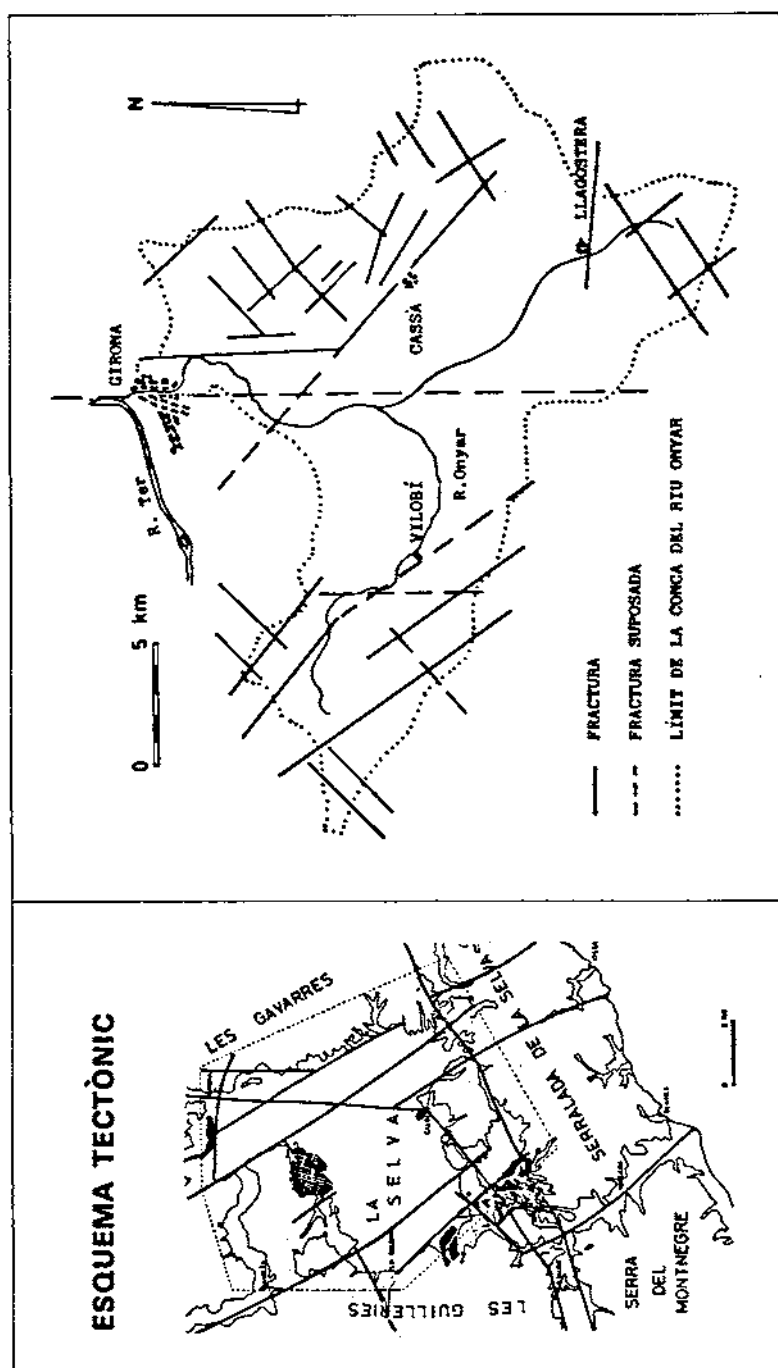 ESQUEMA TECTÒNIC
LES GAVARRES
LA
SELVA
LES GUILLERIES
SERRALADA DE LA SELVA
SERRA
DEL
MONTNEGRE
0 5 km
N
R. Ter
GIRONA
CASSÀ
VILOBÍ
R. Onyar
LLAGOSTERA
FRACTURA
FRACTURA SUPOSADA
LÍMIT DE LA CONCA DEL RIU ONYAR